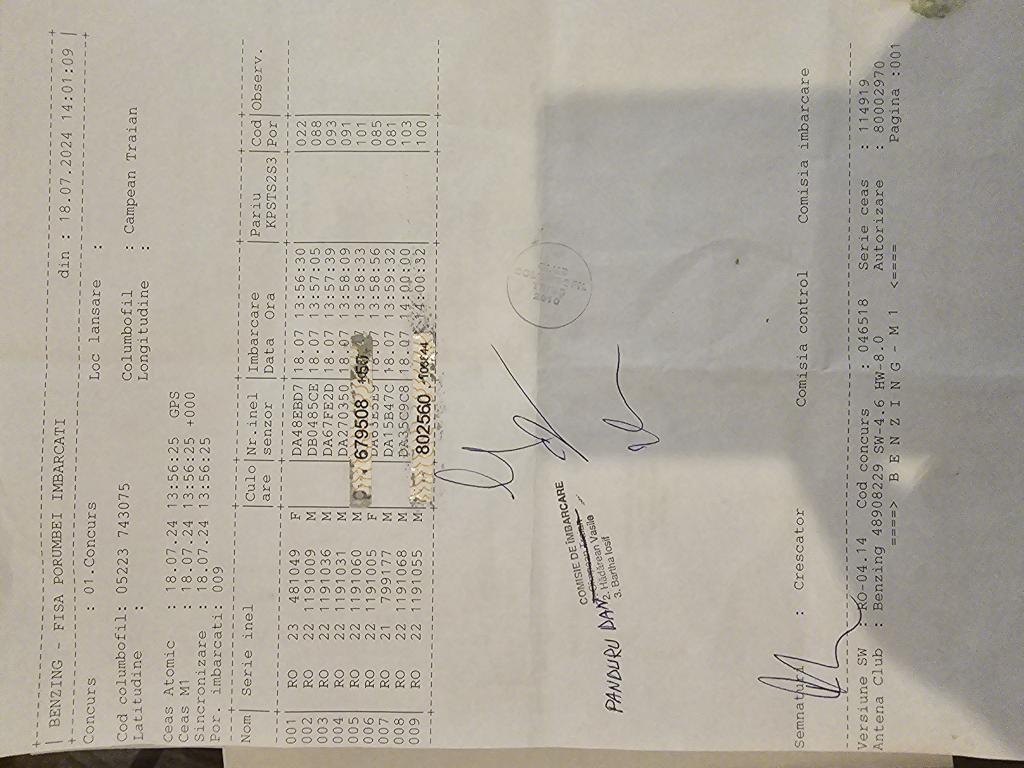 BENZING - FISA PORUMBEI IMBARCATI din : 18.07.2024 14:01:09
Concurs : 01.Concurs Loc lansare :
Cod columbofil: 05223 743075 Columbofil : Campean Traian
Latitudine : Longitudine :
Ceas Atomic : 18.07.24 13:56:25 GPS
Ceas M1 : 18.07.24 13:56:25 +000
Sincronizare : 18.07.24 13:56:25
Por. imbarcati: 009
Nom| Serie inel |Culo|Nr.inel |Imbarcare |Pariu |Cod|Observ.
|are |senzor |Data Ora |KPSTS2S3|Por|
001 | RO 23 481049 F | |DA48EBD7| 18.07 13:56:30| |022|
002 | RO 22 1191009 M | |DB0485CE| 18.07 13:57:05| |088|
003 | RO 22 1191036 M | |DA67FE2D| 18.07 13:57:39| |093|
004 | RO 22 1191031 M | |DA270350| 18.07 13:58:09| |091|
005 | RO 22 1191060 M | 13:58:33| |101|
006 | RO 22 1191005 F | 13:58:56| |085|
007 | RO 21 799177 M | |DA15B47C| 18.07 13:59:32| |081|
008 | RO 22 1191068 M | |DA35C9C8| 18.07 14:00:00| |103|
009 | RO 22 1191055 M | :00:32| |100|
679508
802560
COMISIE DE ÎMBARCARE
2. Hădărean Vasile
3. Bartha Iosif
PANDURU DAN
2010
Semnaturi : Crescator Comisia control Comisia imbarcare
Versiune SW : RO-04.14 Cod concurs : 046518 Serie ceas : 114919
Antena Club : Benzing 48908229 SW-4.6 HW-8.0 Autorizare : 80002970
====> B E N Z I N G - M 1 <==== Pagina :001